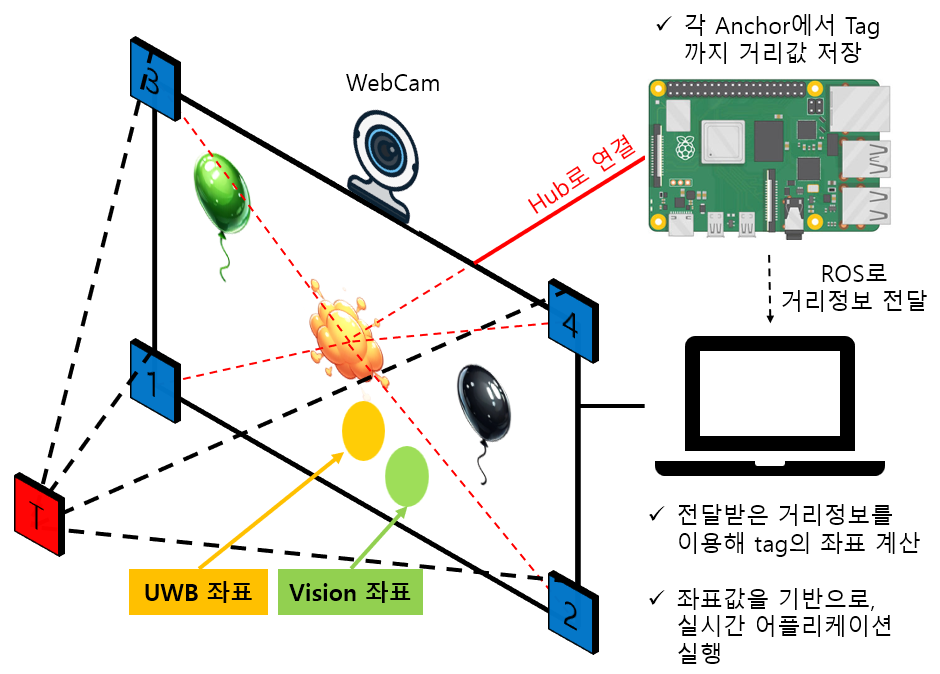 ✓ 각 Anchor에서 Tag
까지 거리값 저장
WebCam
3
Hub로 연결
ROS로
거리정보 전달
4
1
T
✓ 전달받은 거리정보를
이용해 tag의 좌표 계산
UWB 좌표
Vision 좌표
2
✓ 좌표값을 기반으로,
실시간 어플리케이션
실행